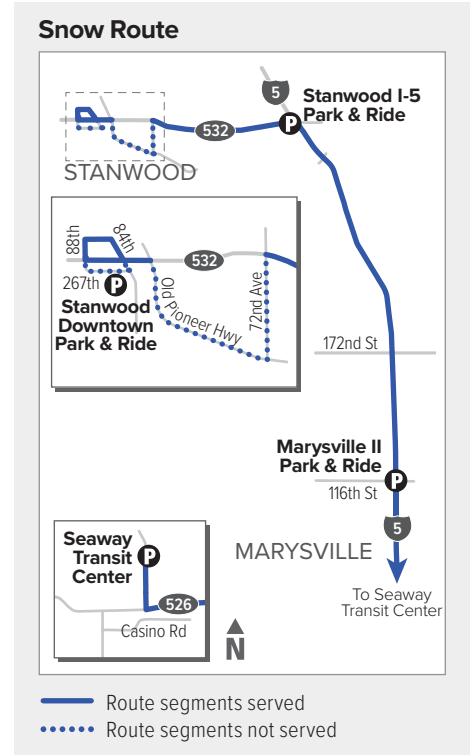 Snow Route
5
Stanwood I-5
Park & Ride
P
532
STANWOOD
88th
84th
532
267th
P
Stanwood
Downtown
Park & Ride
Old Pioneer Hwy
72nd Ave
172nd St
Marysville II
Park & Ride
P
116th St
5
MARYSVILLE
To Seaway
Transit Center
Seaway
Transit
Center
P
526
Casino Rd
N
Route segments served
Route segments not served